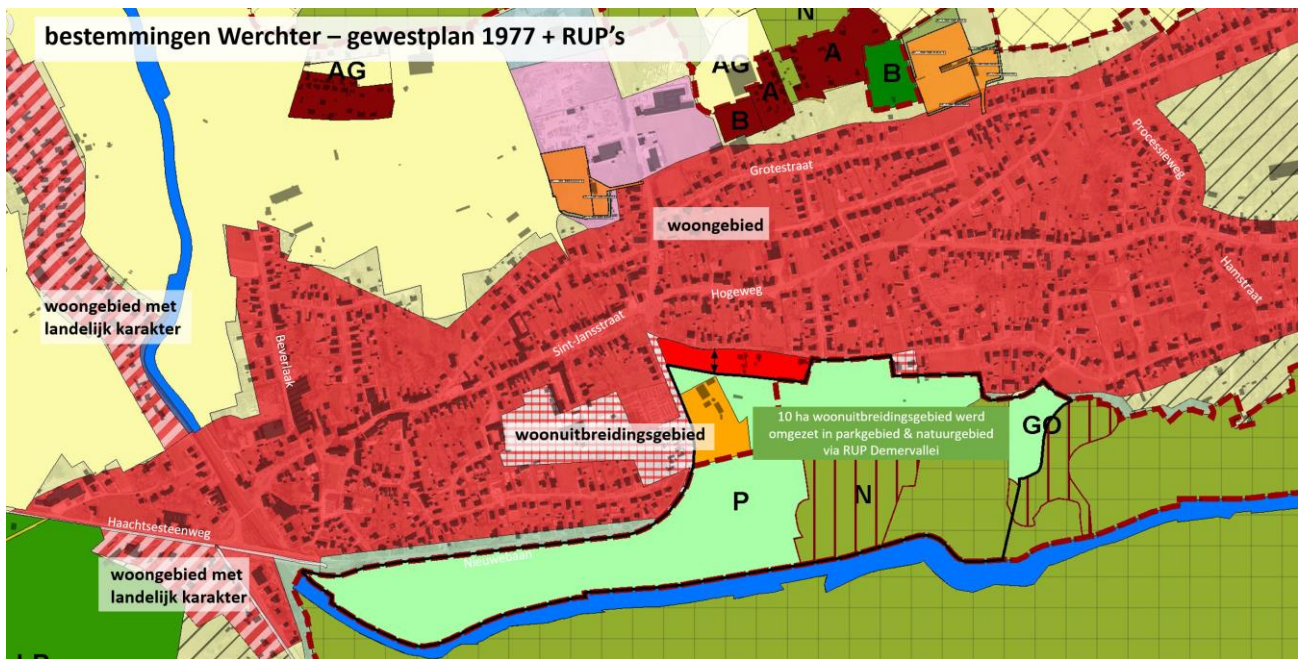 bestemmingen Werchter – gewestplan 1977 + RUP's
N
AG
AG
A
A
B
B
Grotestraat
Processieweg
woongebied
Hogeweg
Hamstraat
woongebied met
landelijk karakter
Beverlaak
Sint-Jansstraat
woonuitbreidingsgebied
10 ha woonuitbreidingsgebied werd
omgezet in parkgebied & natuurgebied
via RUP Demervallei
GO
P
N
Haachtsesteenweg
woongebied met
landelijk karakter